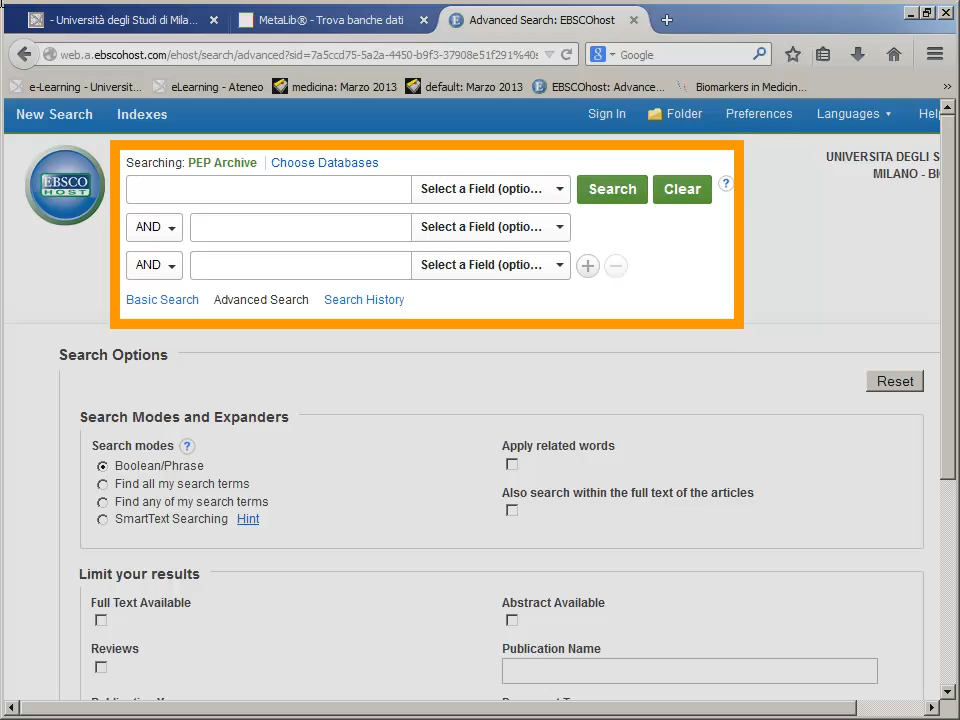 - Università degli Studi di Mila...
MetaLib® - Trova banche dati
Advanced Search: EBSCOhost
web.a.ebscohost.com/ehost/search/advanced?sid=7a5ccd75-5a2a-4450-b9f3-37908e51f291%40
Google
e-Learning - Universit...
eLearning - Ateneo
medicina: Marzo 2013
default: Marzo 2013
EBSCOHost: Advance...
Biomarkers in Medicin...
New Search
Indexes
Sign In
Folder
Preferences
Languages
Help
EBSCO
HOST
Searching: PEP Archive
Choose Databases
UNIVERSITA DEGLI S
MILANO - BI
Select a Field (optio...
Search
Clear
?
AND
Select a Field (optio...
AND
Select a Field (optio...
Basic Search
Advanced Search
Search History
Search Options
Reset
Search Modes and Expanders
Search modes ?
Boolean/Phrase
Find all my search terms
Find any of my search terms
SmartText Searching Hint
Apply related words
Also search within the full text of the articles
Limit your results
Full Text Available
Abstract Available
Reviews
Publication Name